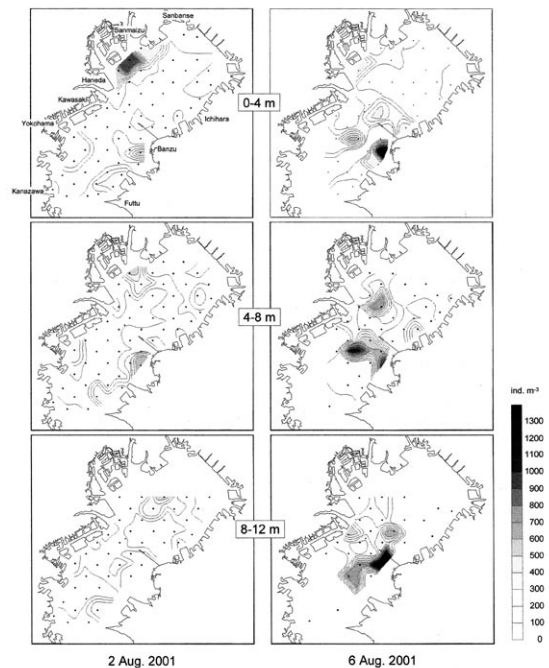 Sanbanse
Sanmaizu
Haneda
Kawasaki
Yokohama
Ichihara
Banzu
Kanazawa
Futtu
0-4 m
4-8 m
8-12 m
ind. m⁻³
1300
1200
1100
1000
900
800
700
600
500
400
300
200
100
0
2 Aug. 2001
6 Aug. 2001